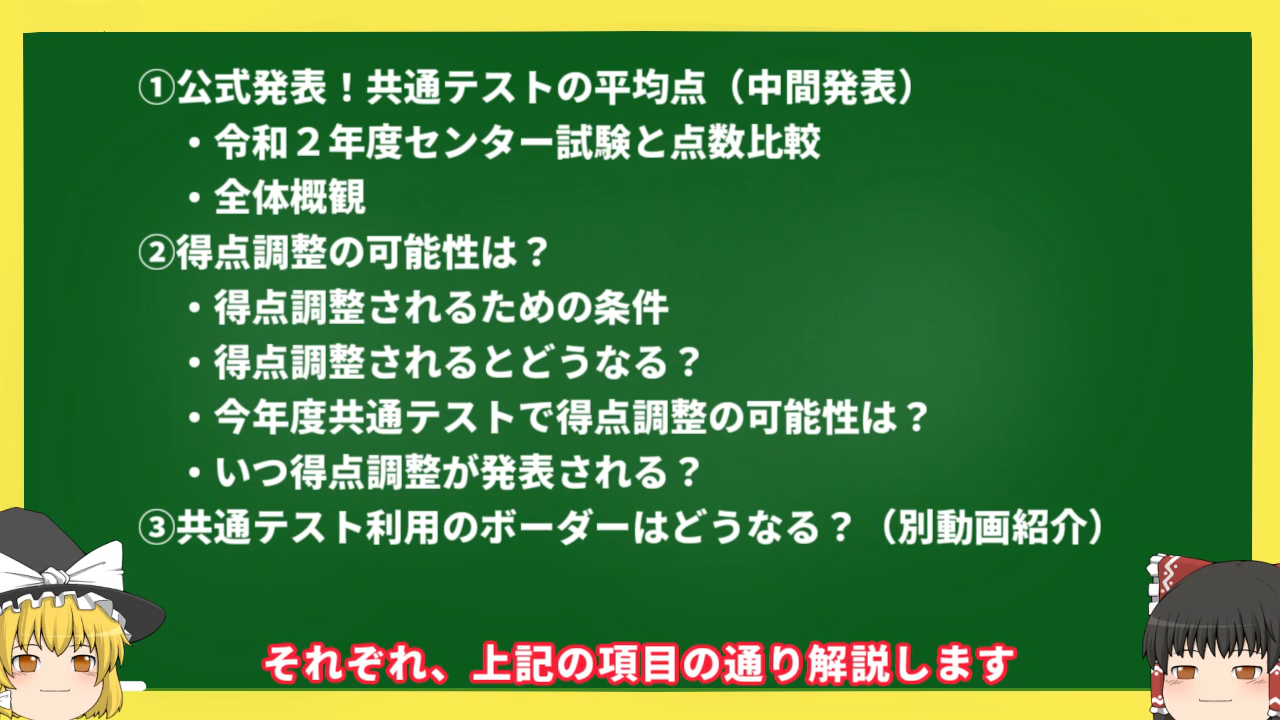 ①公式発表！共通テストの平均点（中間発表）
・令和２年度センター試験と点数比較
・全体概観
②得点調整の可能性は？
・得点調整されるための条件
・得点調整されるとどうなる？
・今年度共通テストで得点調整の可能性は？
・いつ得点調整が発表される？
③共通テスト利用のボーダーはどうなる？（別動画紹介）
それぞれ、上記の項目の通り解説します